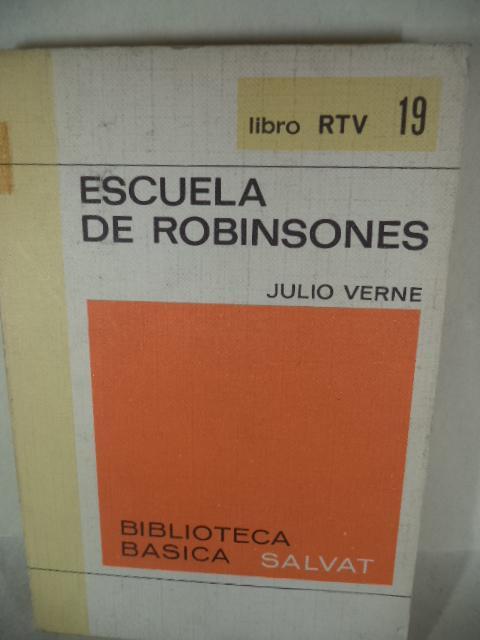 libro RTV 19
ESCUELA
DE ROBINSONES
JULIO VERNE
BIBLIOTECA
BASICA SALVAT